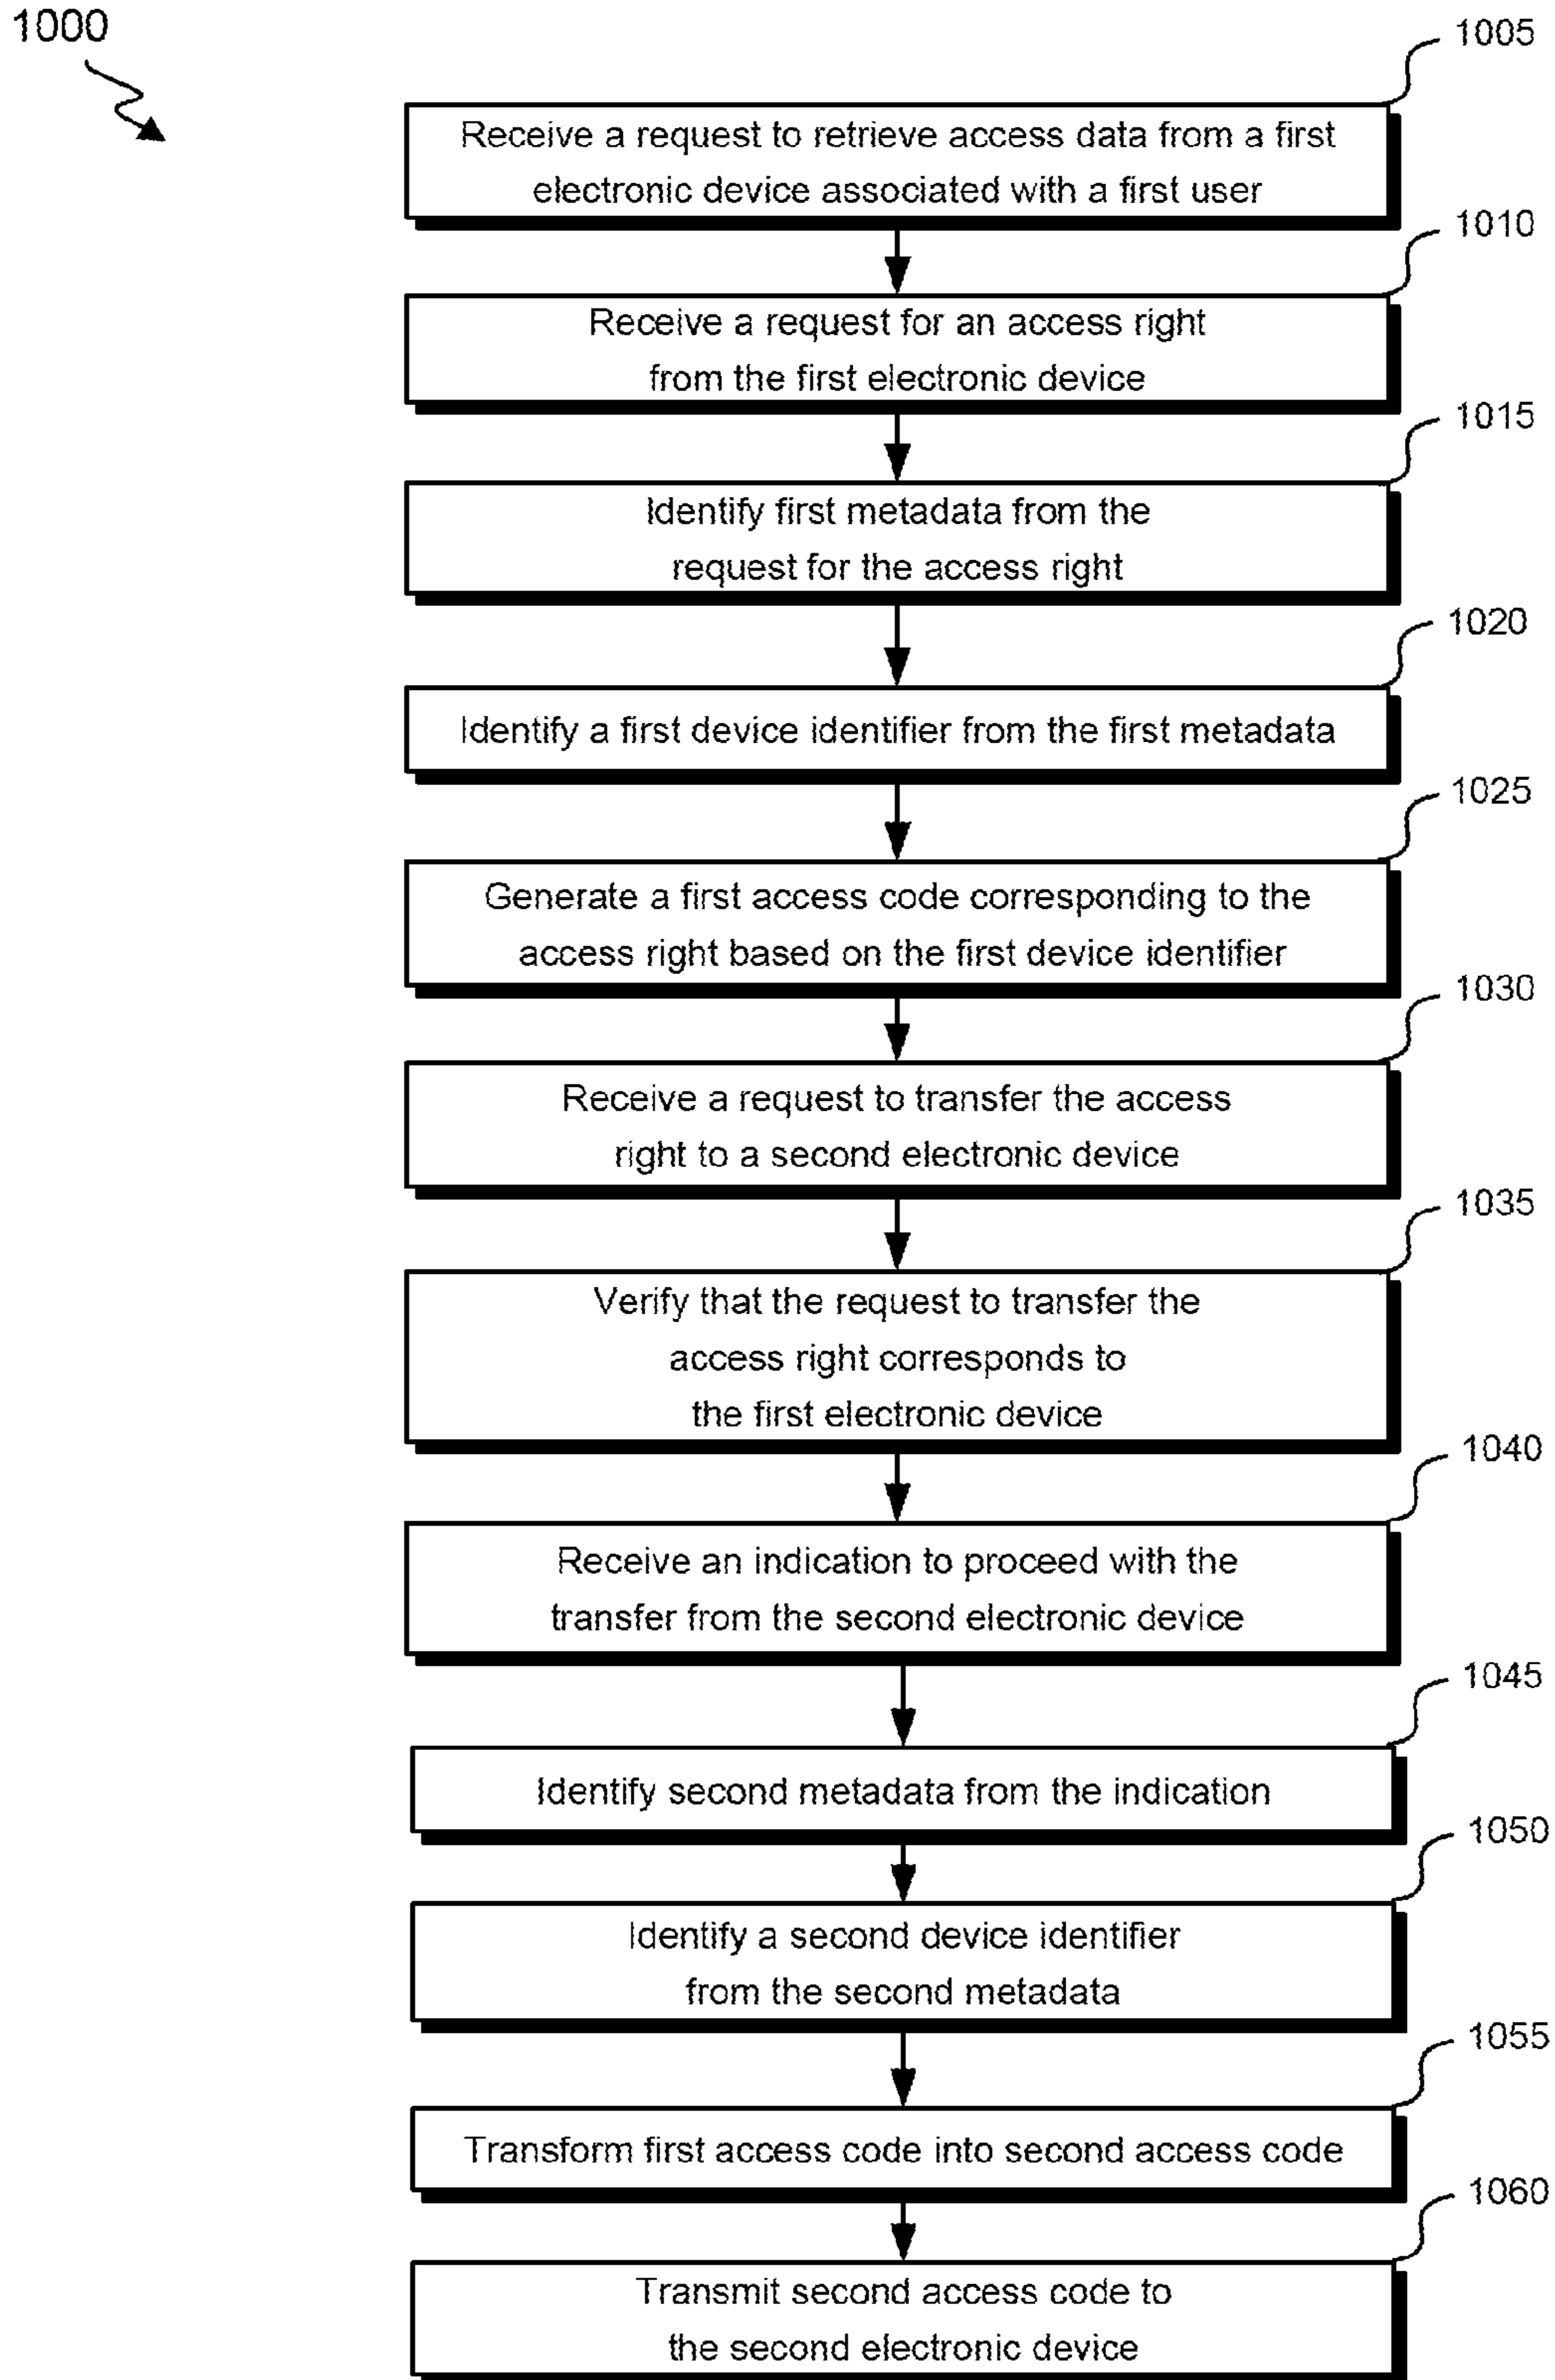 1000
1005
Receive a request to retrieve access data from a first
electronic device associated with a first user
1010
Receive a request for an access right
from the first electronic device
1015
Identify first metadata from the
request for the access right
1020
Identify a first device identifier from the first metadata
1025
Generate a first access code corresponding to the
access right based on the first device identifier
1030
Receive a request to transfer the access
right to a second electronic device
1035
Verify that the request to transfer the
access right corresponds to
the first electronic device
1040
Receive an indication to proceed with the
transfer from the second electronic device
1045
Identify second metadata from the indication
1050
Identify a second device identifier
from the second metadata
1055
Transform first access code into second access code
1060
Transmit second access code to
the second electronic device